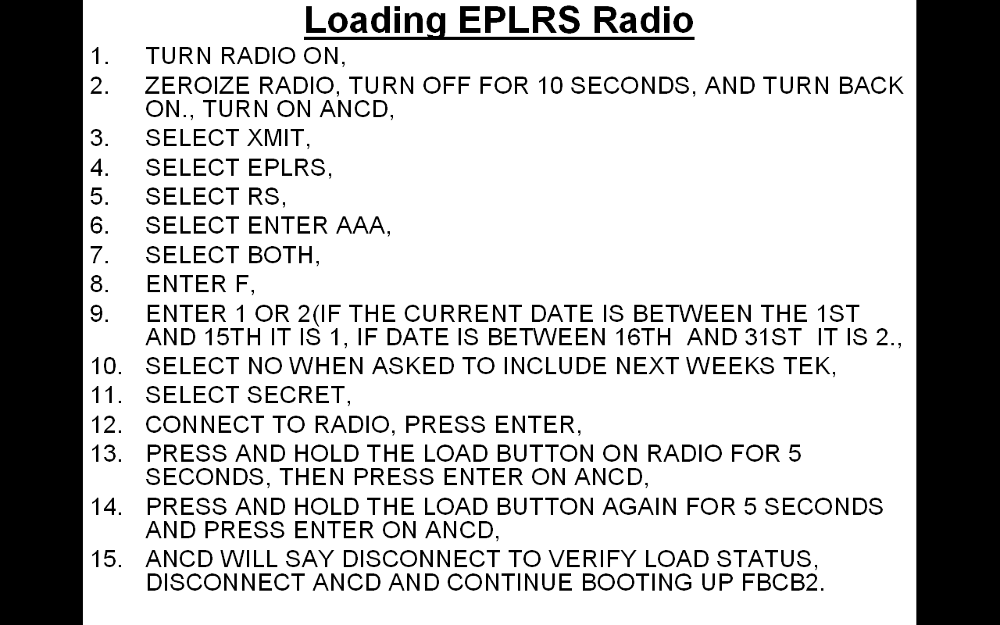 Loading EPLRS Radio
1. TURN RADIO ON,
2. ZEROIZE RADIO, TURN OFF FOR 10 SECONDS, AND TURN BACK
ON., TURN ON ANCD,
3. SELECT XMIT,
4. SELECT EPLRS,
5. SELECT RS,
6. SELECT ENTER AAA,
7. SELECT BOTH,
8. ENTER F,
9. ENTER 1 OR 2(IF THE CURRENT DATE IS BETWEEN THE 1ST
AND 15TH IT IS 1, IF DATE IS BETWEEN 16TH  AND 31ST  IT IS 2.,
10. SELECT NO WHEN ASKED TO INCLUDE NEXT WEEKS TEK,
11. SELECT SECRET,
12. CONNECT TO RADIO, PRESS ENTER,
13. PRESS AND HOLD THE LOAD BUTTON ON RADIO FOR 5
SECONDS, THEN PRESS ENTER ON ANCD,
14. PRESS AND HOLD THE LOAD BUTTON AGAIN FOR 5 SECONDS
AND PRESS ENTER ON ANCD,
15. ANCD WILL SAY DISCONNECT TO VERIFY LOAD STATUS,
DISCONNECT ANCD AND CONTINUE BOOTING UP FBCB2.